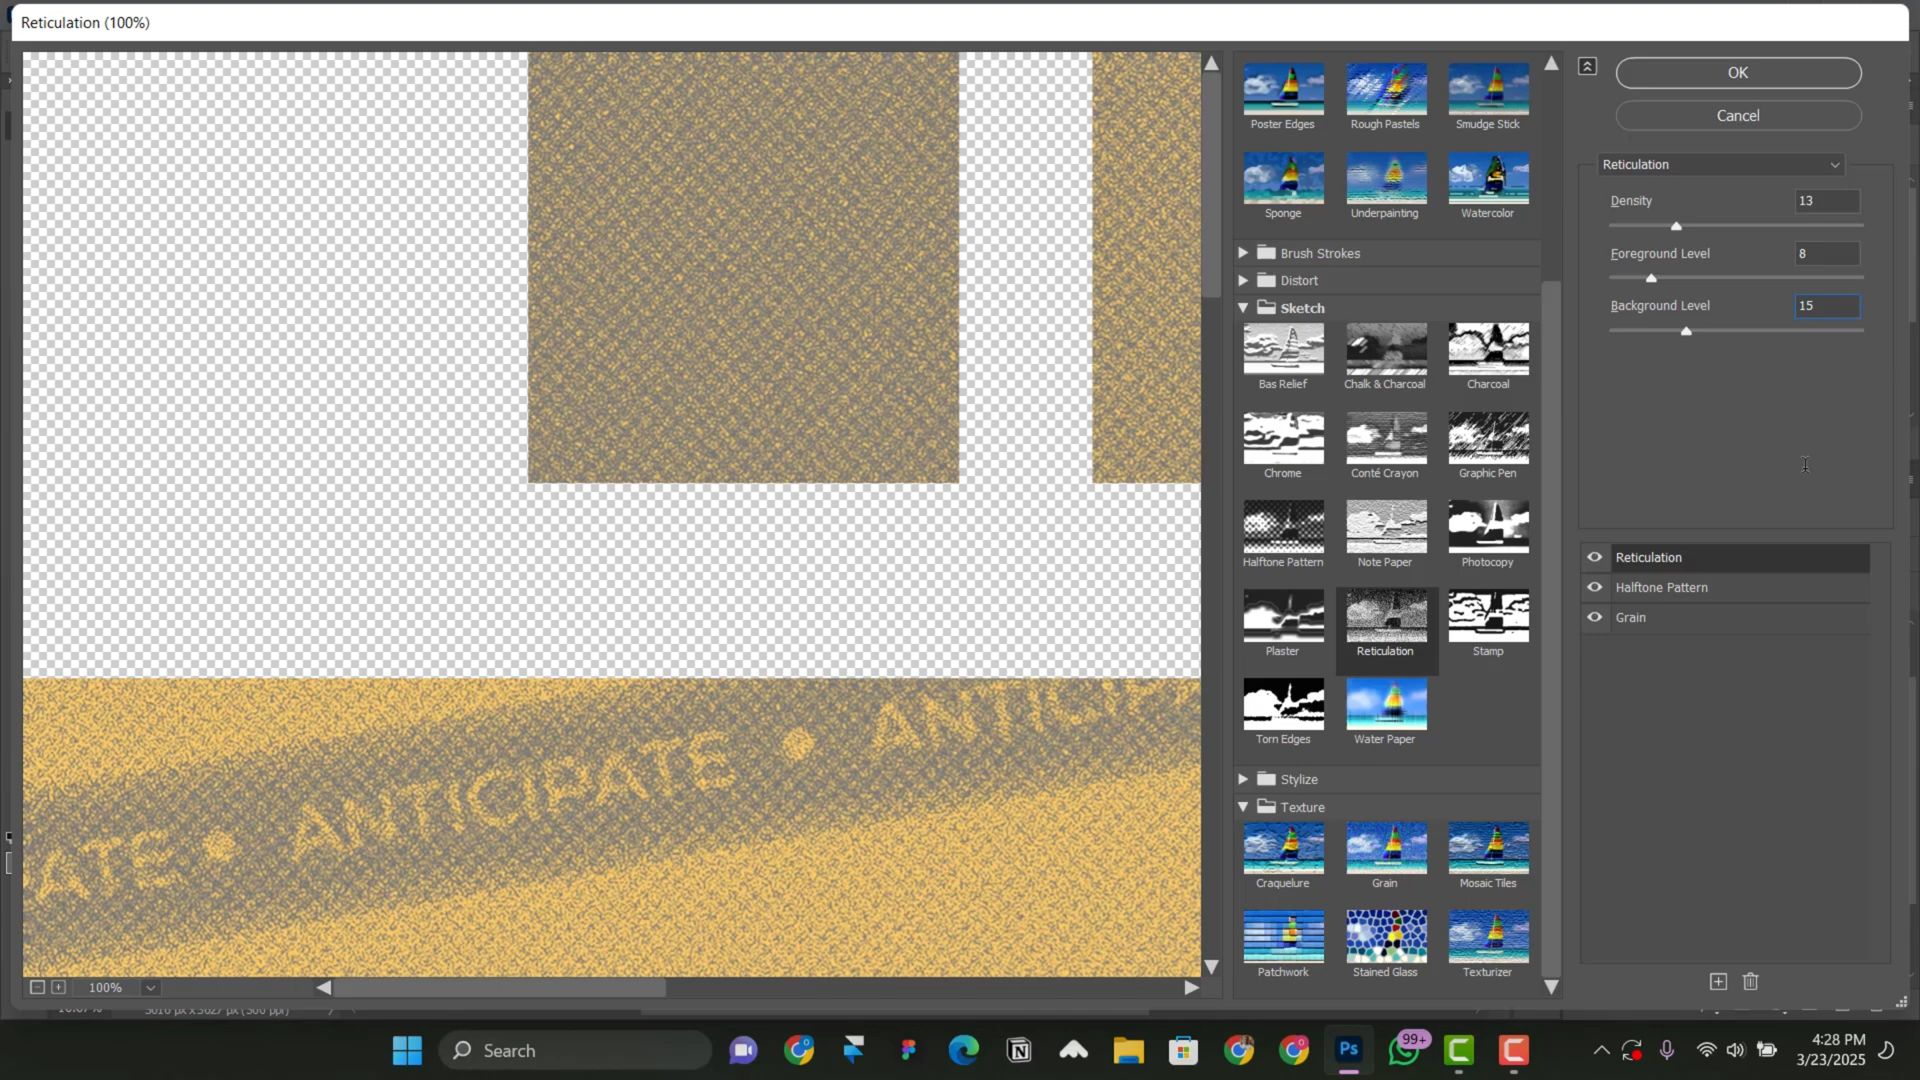 Reticulation (100%)
OK
Cancel
Poster Edges
Rough Pastels
Smudge Stick
Reticulation
Density
13
Sponge
Underpainting
Watercolor
Foreground Level
8
Brush Strokes
Distort
Background Level
15
Sketch
Bas Relief
Chalk & Charcoal
Charcoal
Chrome
Conté Crayon
Graphic Pen
Halftone Pattern
Note Paper
Photocopy
Reticulation
Halftone Pattern
Grain
Plaster
Reticulation
Stamp
Torn Edges
Water Paper
ATE • ANTICIPATE • ANTICIP
Stylize
Texture
Craquelure
Grain
Mosaic Tiles
Patchwork
Stained Glass
Texturizer
100%
Search
99+
Ps
4:28 PM
3/23/2025